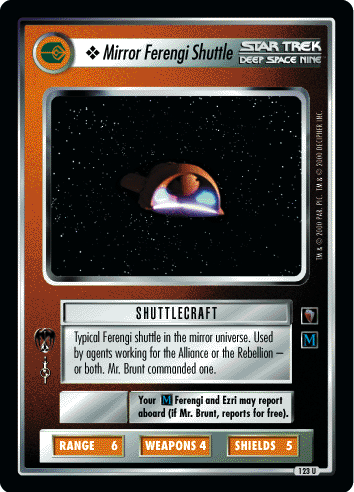 ❖ Mirror Ferengi Shuttle
STAR TREK
DEEP SPACE NINE
TM & © 2000 PAR. PIC. TM & © 2000 DECIPHER INC.
SHUTTLECRAFT
Typical Ferengi shuttle in the mirror universe. Used
by agents working for the Alliance or the Rebellion –
or both. Mr. Brunt commanded one.
M
Your M Ferengi and Ezri may report
aboard (if Mr. Brunt, reports for free).
RANGE 6
WEAPONS 4
SHIELDS 5
123 U